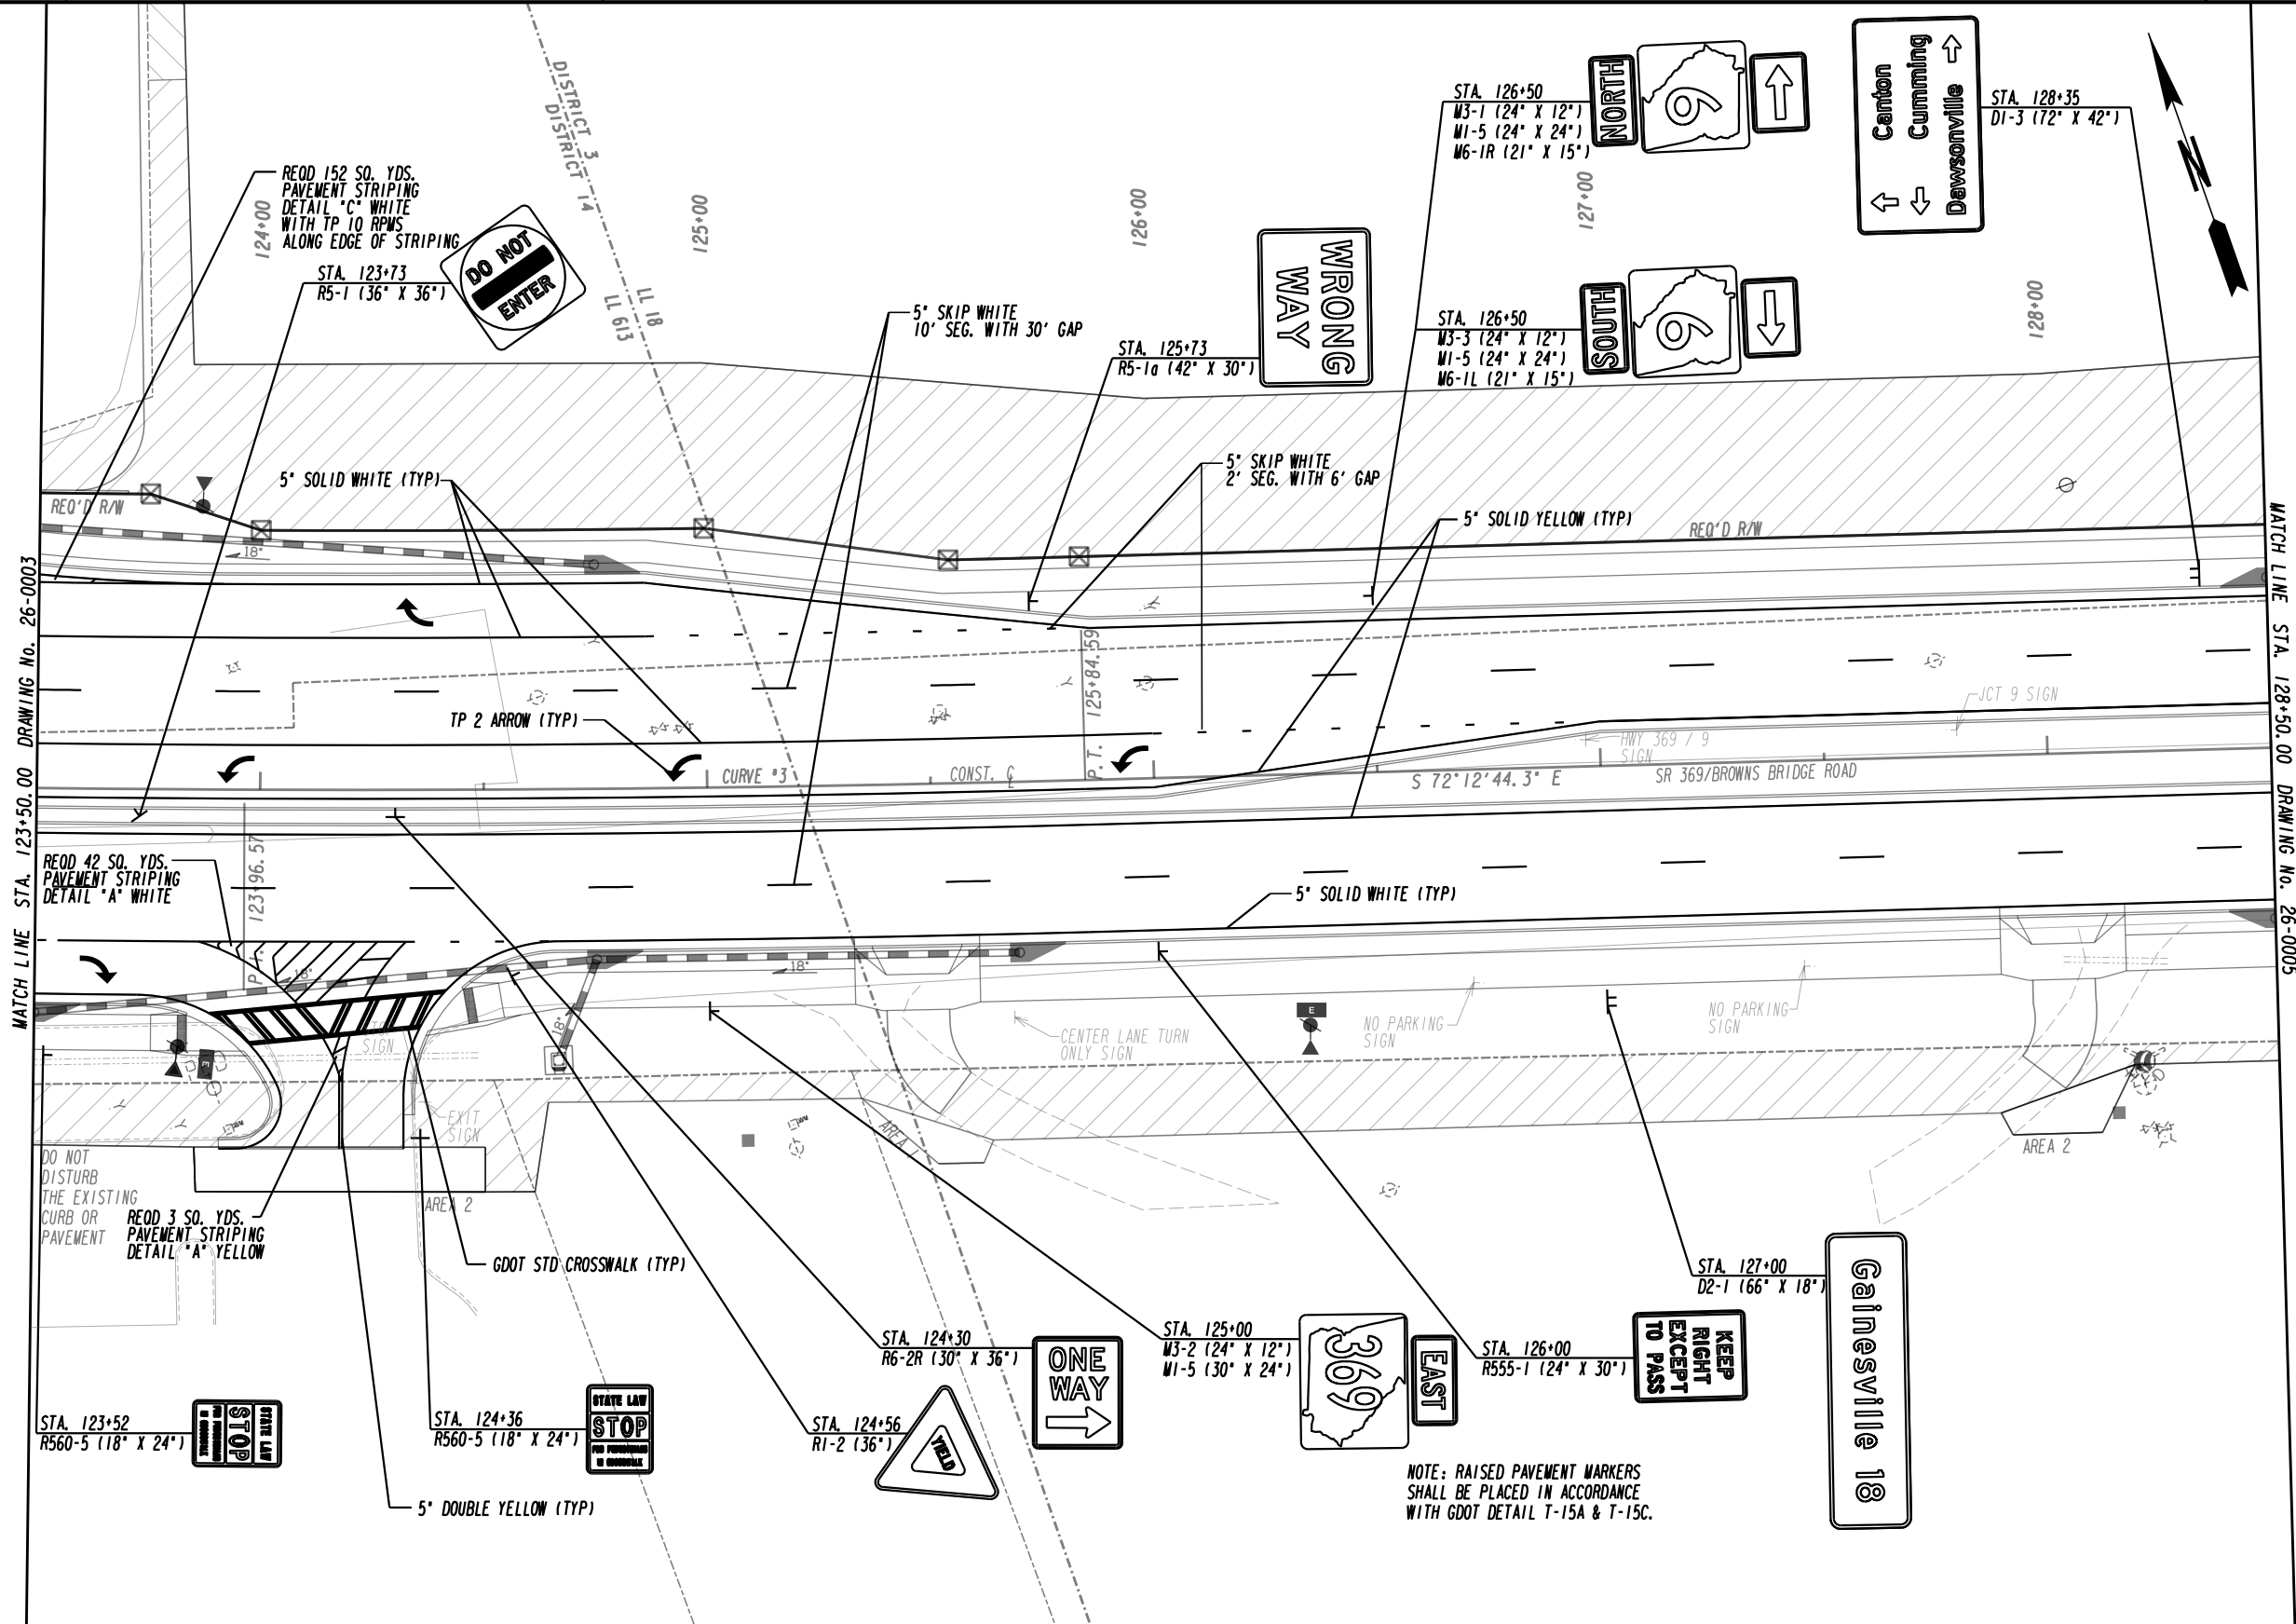 DISTRICT 3
DISTRICT 14
LL 18
LL 613
REQD 152 SQ. YDS.
PAVEMENT STRIPING
DETAIL "C" WHITE
WITH TP 10 RPMS
ALONG EDGE OF STRIPING
124+00
125+00
126+00
127+00
128+00
STA. 123+73
R5-1 (36" X 36")
DO NOT
ENTER
5" SKIP WHITE
10' SEG. WITH 30' GAP
STA. 125+73
R5-1a (42" X 30")
WRONG
WAY
STA. 126+50
M3-1 (24" X 12")
M1-5 (24" X 24")
M6-1R (21" X 15")
NORTH
6
STA. 126+50
M3-3 (24" X 12")
M1-5 (24" X 24")
M6-1L (21" X 15")
SOUTH
6
Canton
Cumming
Dawsonville
STA. 128+35
D1-3 (72" X 42")
N
5" SOLID WHITE (TYP)
5" SKIP WHITE
2' SEG. WITH 6' GAP
5" SOLID YELLOW (TYP)
REQ'D R/W
REQ'D R/W
18"
MATCH LINE STA. 123+50.00 DRAWING No. 26-0003
MATCH LINE STA. 128+50.00 DRAWING No. 26-0005
TP 2 ARROW (TYP)
CURVE #3
CONST. CL
P.T. 125+84.59
S 72°12'44.3" E
SR 369/BROWNS BRIDGE ROAD
HWY 369 / 9
SIGN
JCT 9 SIGN
REQD 42 SQ. YDS.
PAVEMENT STRIPING
DETAIL "A" WHITE
P.I. 123+96.57
5" SOLID WHITE (TYP)
18"
18"
18"
STOP
SIGN
EXIT
SIGN
E
E
CENTER LANE TURN
ONLY SIGN
NO PARKING
SIGN
NO PARKING
SIGN
AREA 1
AREA 2
AREA 2
DO NOT
DISTURB
THE EXISTING
CURB OR
PAVEMENT
REQD 3 SQ. YDS.
PAVEMENT STRIPING
DETAIL "A" YELLOW
GDOT STD CROSSWALK (TYP)
STA. 123+52
R560-5 (18" X 24")
STATE LAW
STOP
FOR PEDESTRIANS
IN CROSSWALK
STA. 124+36
R560-5 (18" X 24")
STATE LAW
STOP
FOR PEDESTRIANS
IN CROSSWALK
5" DOUBLE YELLOW (TYP)
STA. 124+56
R1-2 (36")
YIELD
STA. 124+30
R6-2R (30" X 36")
ONE
WAY
STA. 125+00
M3-2 (24" X 12")
M1-5 (30" X 24")
369
EAST
STA. 126+00
R555-1 (24" X 30")
KEEP
RIGHT
EXCEPT
TO PASS
STA. 127+00
D2-1 (66" X 18")
Gainesville 18
NOTE: RAISED PAVEMENT MARKERS
SHALL BE PLACED IN ACCORDANCE
WITH GDOT DETAIL T-15A & T-15C.